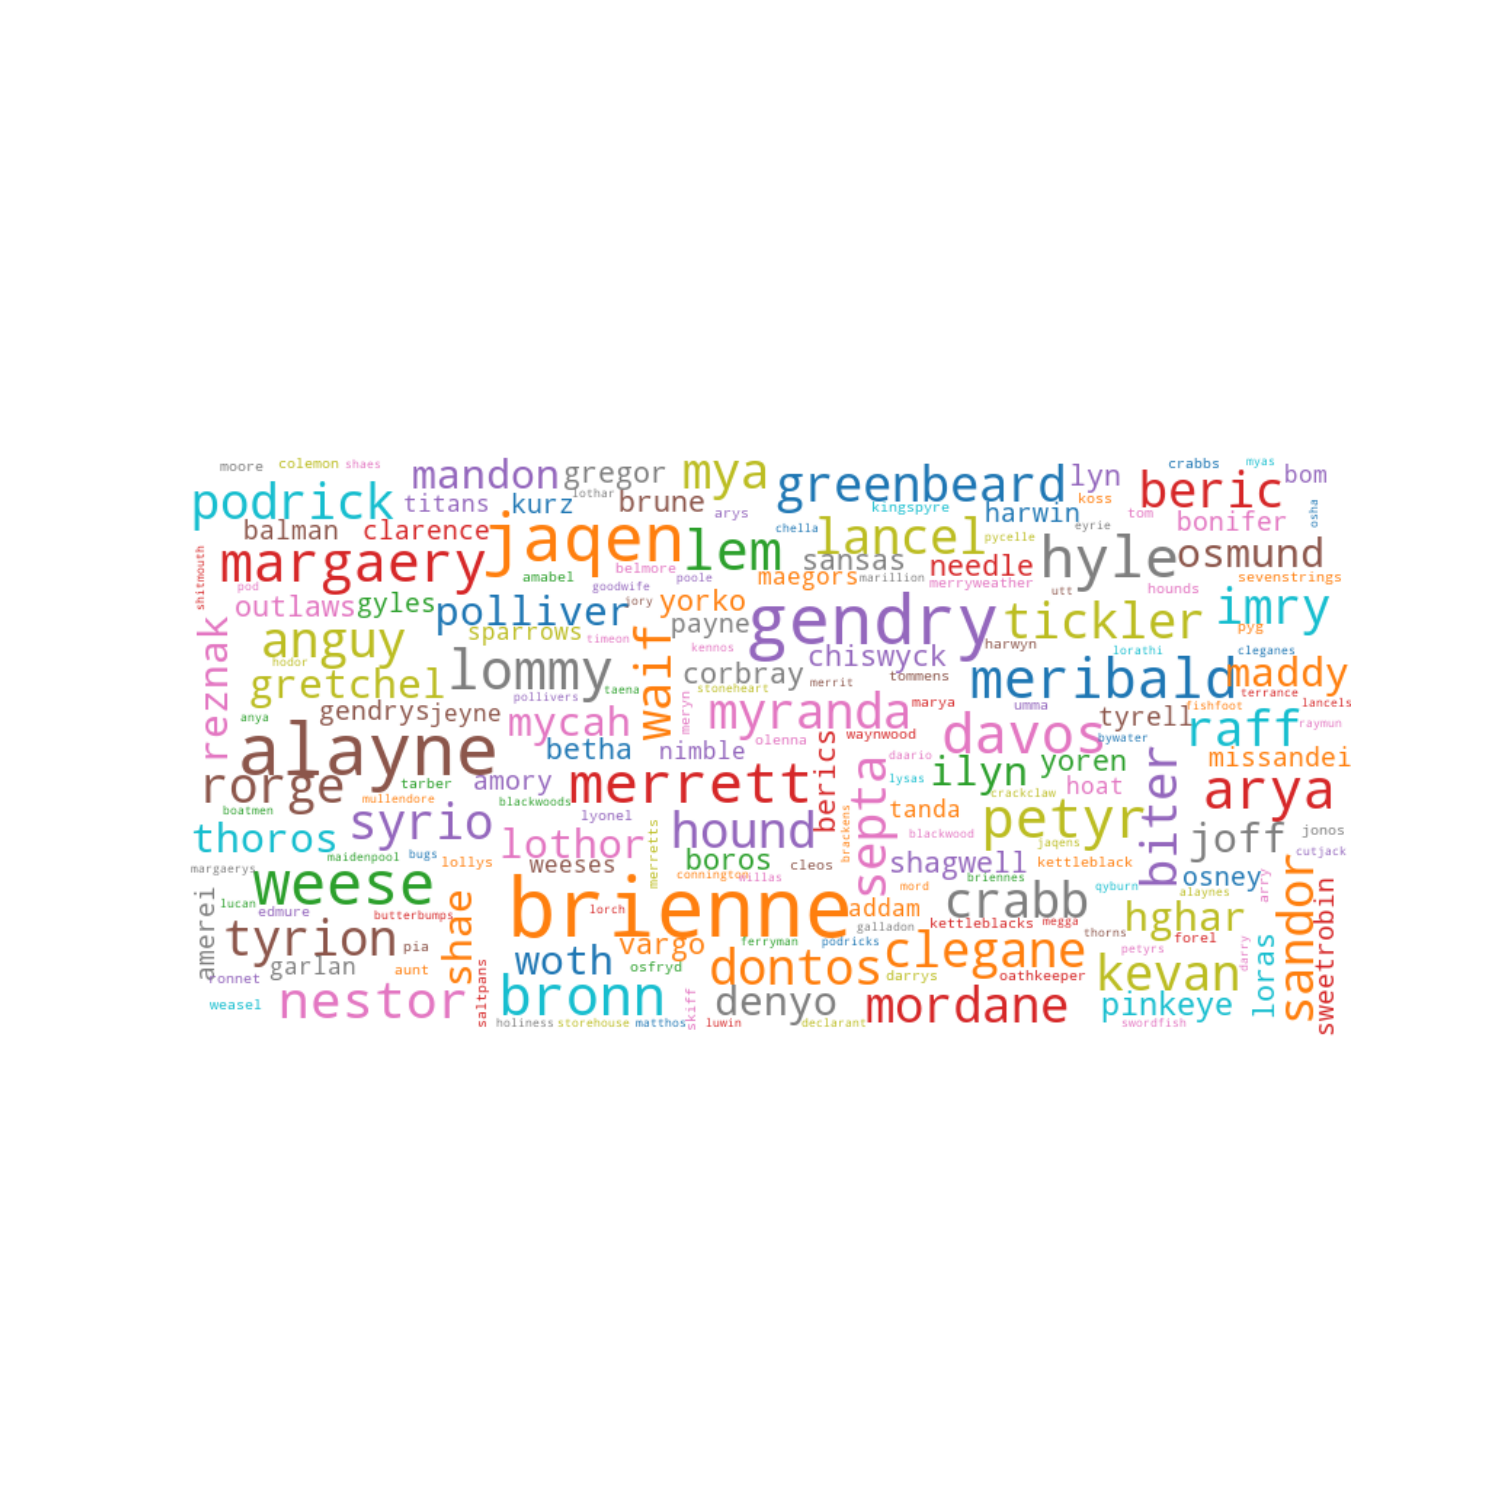 moore colemon shaes mandon gregor mya greenbeard lyn crabbs myas bom
podrick titans kurz lothar brune arys kingspyre koss beric
balman clarence jaqen lem chella lancel harwin eyrie tom bonifer osha
margaery amabel belmore poole maegors sansas marillion pycelle needle hyle osmund
shitmouth pod goodwife merryweather utt hounds sevenstrings
outlaws gyles polliver jory yorko payne gendry tickler imry
reznak anguy sparrows timeon waif kennos chiswyck harwyn lorathi pyg cleganes
hodor gretchel lommy corbray merrit tommens meribald maddy
taena stoneheart pollivers marya umma terrance fishfoot lancels
anya gendrys jeyne mycah meryn myranda waynwood davos tyrell raff raymun
alayne betha nimble olenna berics daario bywater missandei
rorge tarber amory merrett lysas ilyn yoren hoat biter arya
boatmen mullendore blackwoods lyonel septa tanda crackclaw petyr
thoros syrio lothor hound brackens blackwood jaqens joff jonos
margaerys maidenpool bugs lollys weeses merretts boros cleos shagwell kettleblack cutjack
weese connington willas briennes mord qyburn osney alaynes arry sandor
amerei lucan edmure butterbumps shae brienne lorch addam galladon crabb kettleblacks megga hghar sweetrobin
tyrion pia vargo ferryman podricks clegane thorns forel petyrs darry loras
ronnet garlan aunt woth osfryd dontos darrys oathkeeper kevan
weasel nestor saltpans bronn skiff denyo mordane pinkeye
holiness storehouse matthos luwin declarant swordfish